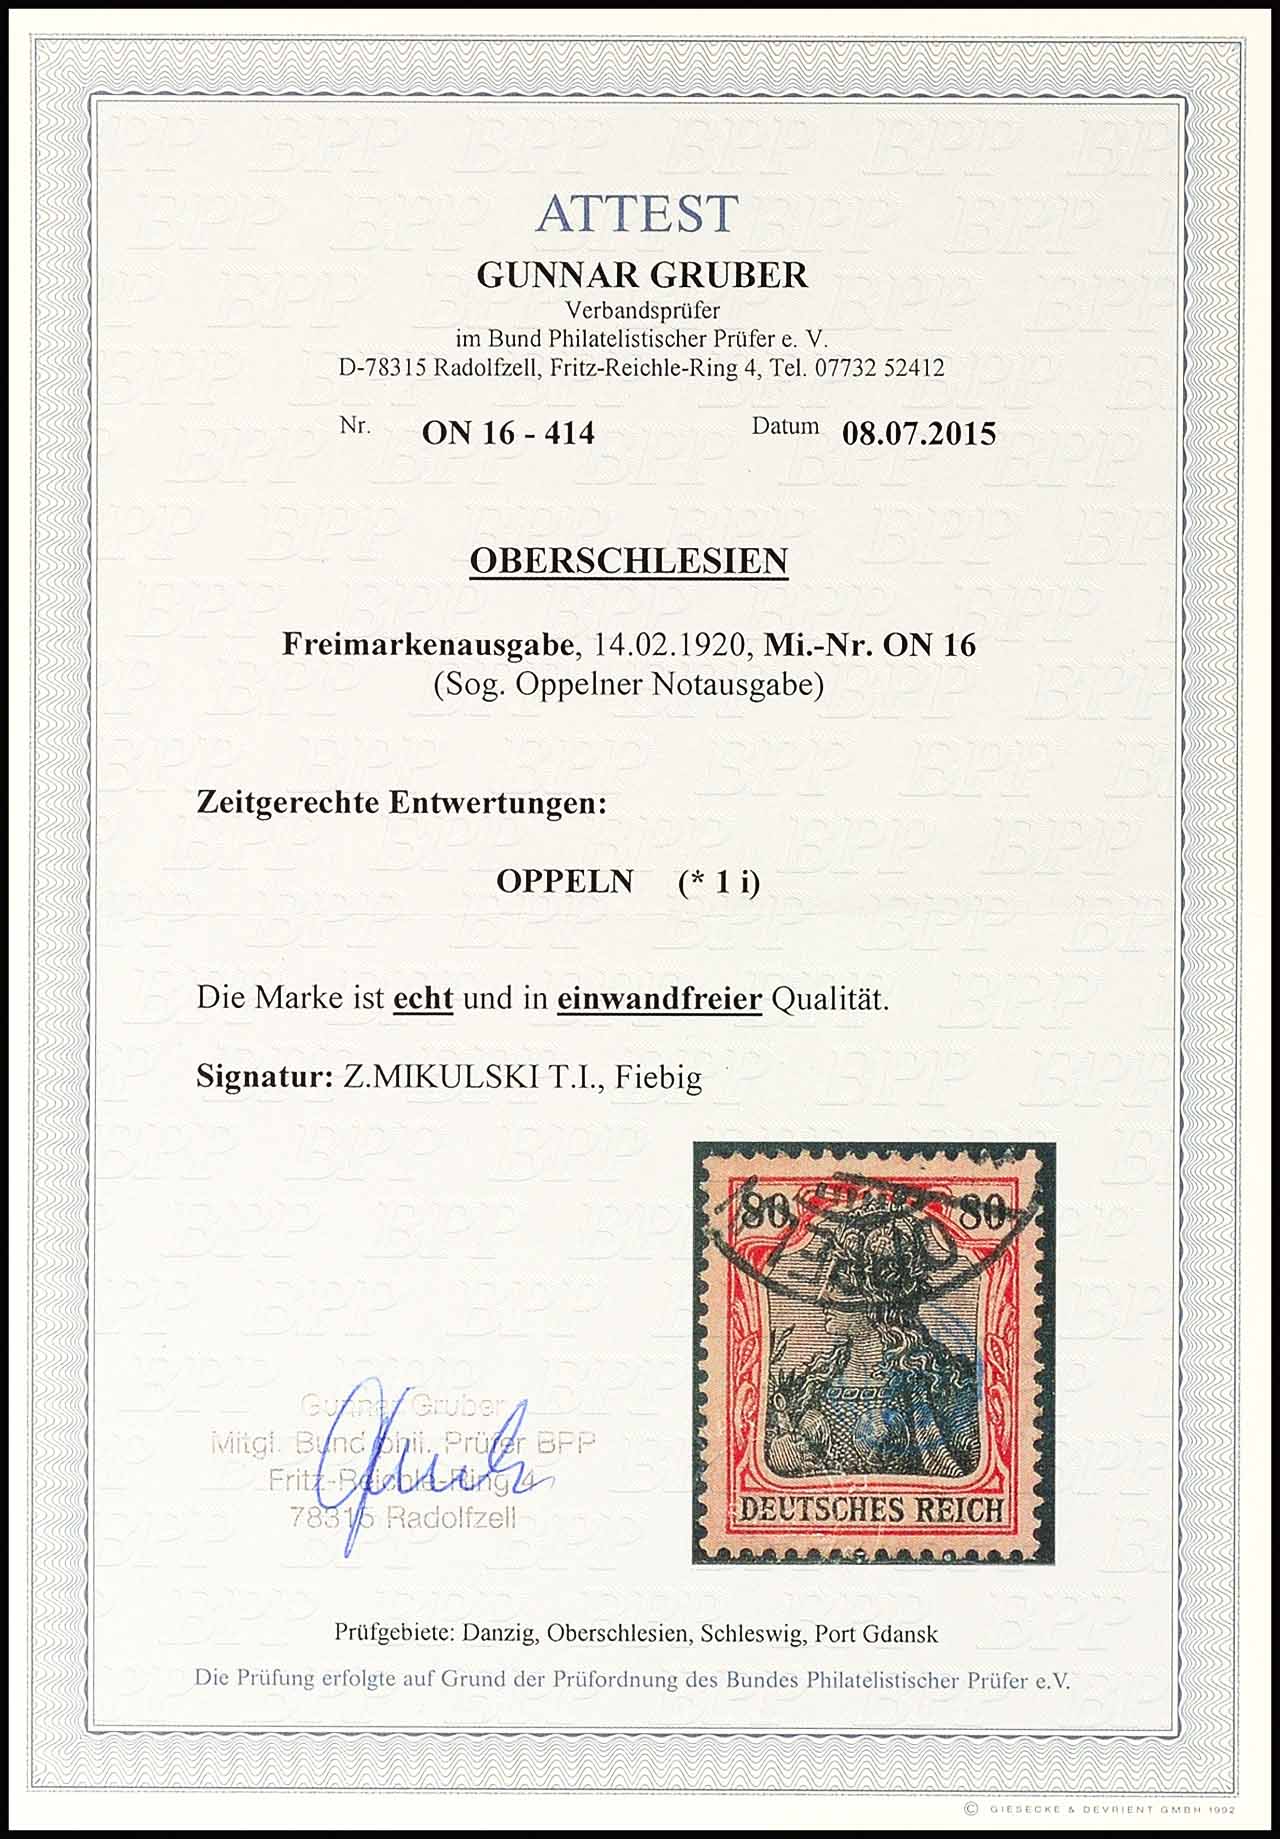 ATTEST
GUNNAR GRUBER
Verbandsprüfer
im Bund Philatelistischer Prüfer e. V.
D-78315 Radolfzell, Fritz-Reichle-Ring 4, Tel. 07732 52412
Nr. ON 16 - 414 Datum 08.07.2015
OBERSCHLESIEN
Freimarkenausgabe, 14.02.1920, Mi.-Nr. ON 16
(Sog. Oppelner Notausgabe)
Zeitgerechte Entwertungen:
OPPELN (* 1 i)
Die Marke ist echt und in einwandfreier Qualität.
Signatur: Z.MIKULSKI T.I., Fiebig
80 80
DEUTSCHES REICH
Gunnar Gruber
Mitgl. Bund phil. Prüfer BPP
Fritz-Reichle-Ring 4
78315 Radolfzell
Prüfgebiete: Danzig, Oberschlesien, Schleswig, Port Gdansk
Die Prüfung erfolgte auf Grund der Prüfordnung des Bundes Philatelistischer Prüfer e.V.
© GIESECKE & DEVRIENT GMBH 1992